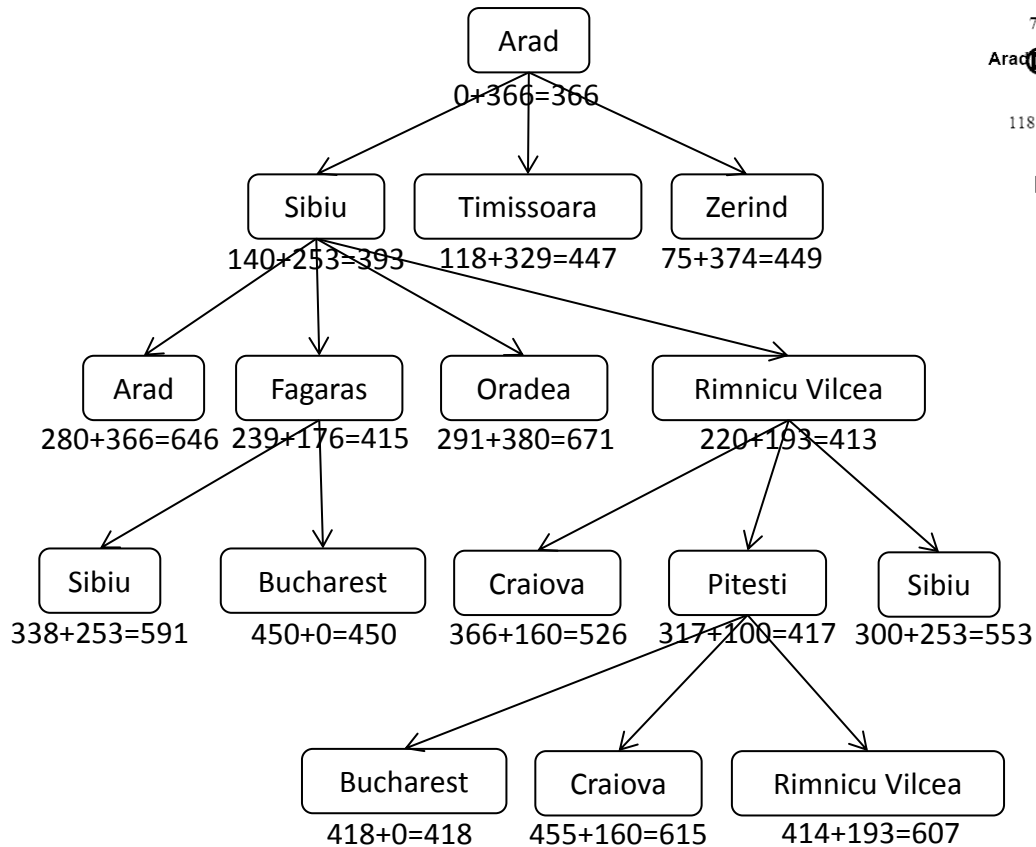 Arad
7
Arad
0+366=366
118
Sibiu
Timissoara
Zerind
140+253=393
118+329=447
75+374=449
Arad
Fagaras
Oradea
Rimnicu Vilcea
280+366=646
239+176=415
291+380=671
220+193=413
Sibiu
Bucharest
Craiova
Pitesti
Sibiu
338+253=591
450+0=450
366+160=526
317+100=417
300+253=553
Bucharest
Craiova
Rimnicu Vilcea
418+0=418
455+160=615
414+193=607